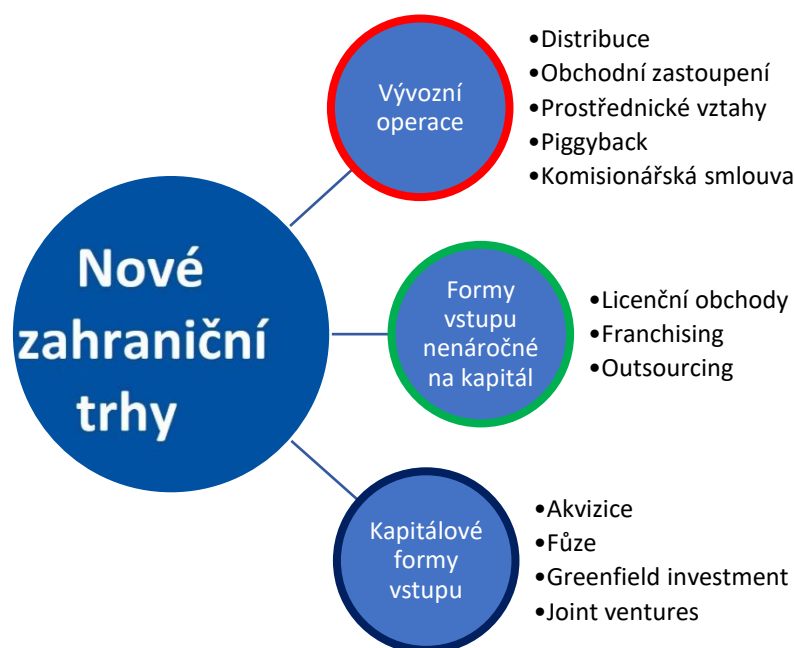 Nové
zahraniční
trhy
Vývozní
operace
•Distribuce
•Obchodní zastoupení
•Prostřednické vztahy
•Piggyback
•Komisionářská smlouva
Formy
vstupu
nenáročné
na kapitál
•Licenční obchody
•Franchising
•Outsourcing
Kapitálové
formy
vstupu
•Akvizice
•Fůze
•Greenfield investment
•Joint ventures